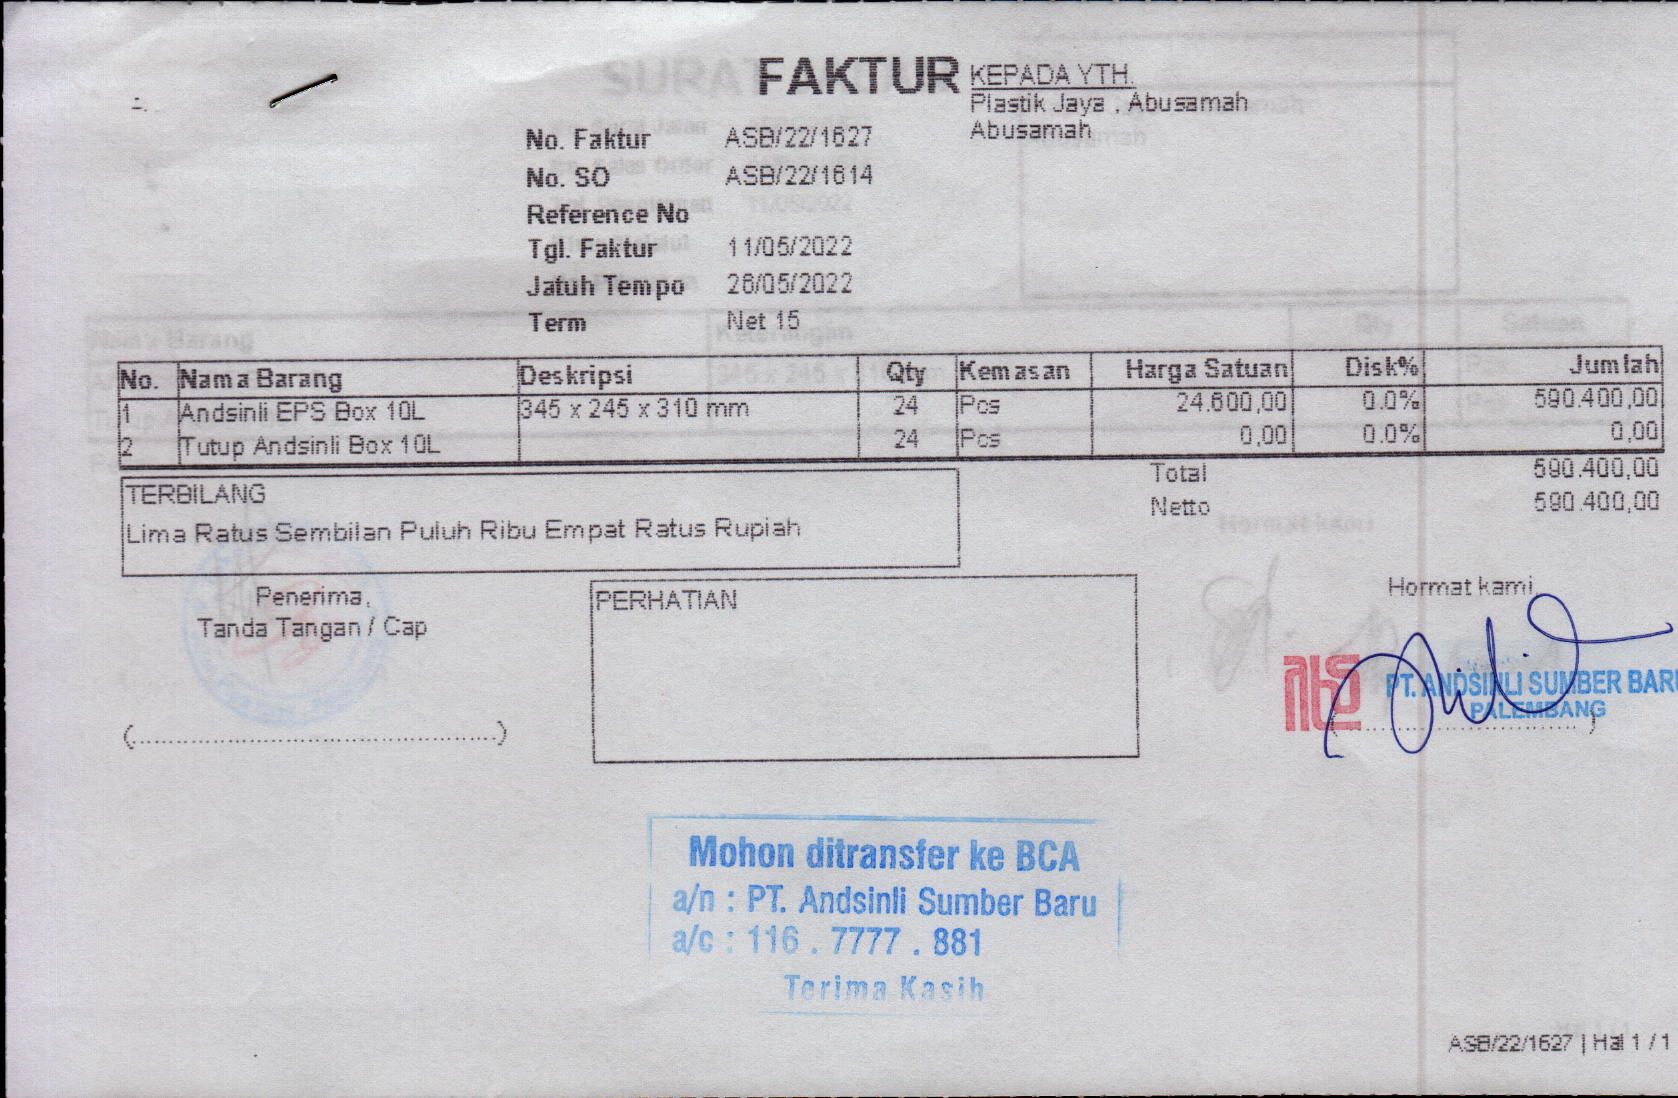 FAKTUR
KEPADA YTH.
Plastik Jaya . Abusamah
Abusamah
No. Faktur ASB/22/1627
No. SO ASB/22/1614
Reference No
Tgl. Faktur 11/05/2022
Jatuh Tempo 26/05/2022
Term Net 15
No. Nama Barang Deskripsi Qty Kemasan Harga Satuan Disk% Jumlah
1 Andsinli EPS Box 10L 345 x 245 x 310 mm 24 Pcs 24.600,00 0.0% 590.400,00
2 Tutup Andsinli Box 10L 24 Pcs 0,00 0.0% 0,00
Total 590.400,00
Netto 590.400,00
TERBILANG
Lima Ratus Sembilan Puluh Ribu Empat Ratus Rupiah
Penerima,
Tanda Tangan / Cap
(................................................)
PERHATIAN
Hormat kami,
PT. ANDSINLI SUMBER BARU
PALEMBANG
Mohon ditransfer ke BCA
a/n : PT. Andsinli Sumber Baru
a/c : 116 . 7777 . 881
Terima Kasih
ASB/22/1627 | Hal 1 / 1